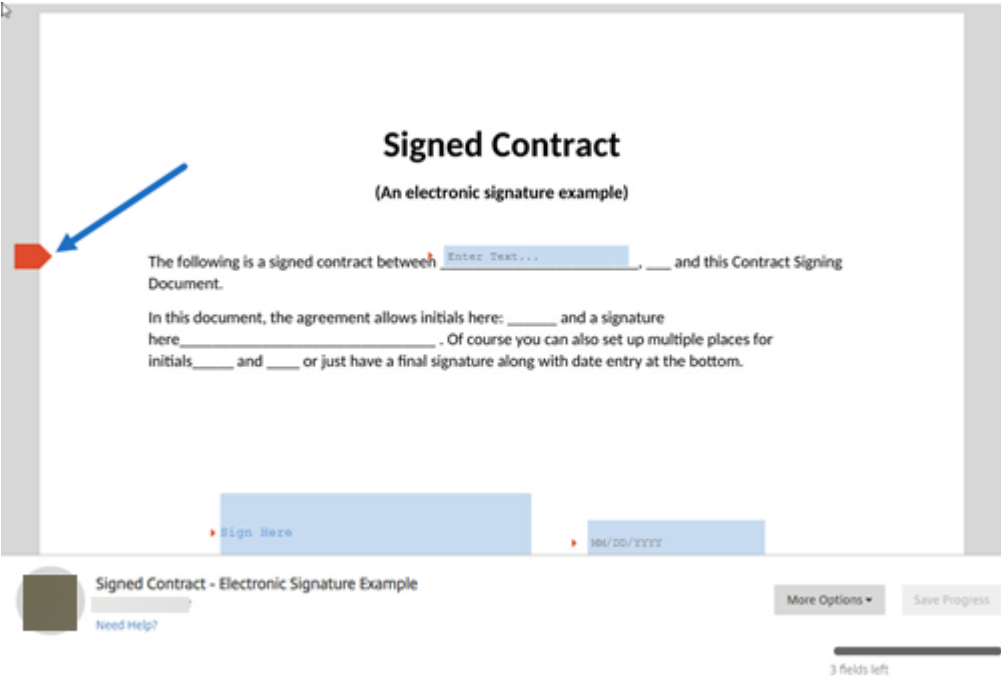 Signed Contract
(An electronic signature example)
The following is a signed contract between Enter Text... , ___ and this Contract Signing
Document.
In this document, the agreement allows initials here: ______ and a signature
here________________________________ . Of course you can also set up multiple places for
initials_____ and ____ or just have a final signature along with date entry at the bottom.
Sign Here
MM/DD/YYYY
Signed Contract - Electronic Signature Example
Need Help?
More Options
Save Progress
3 fields left